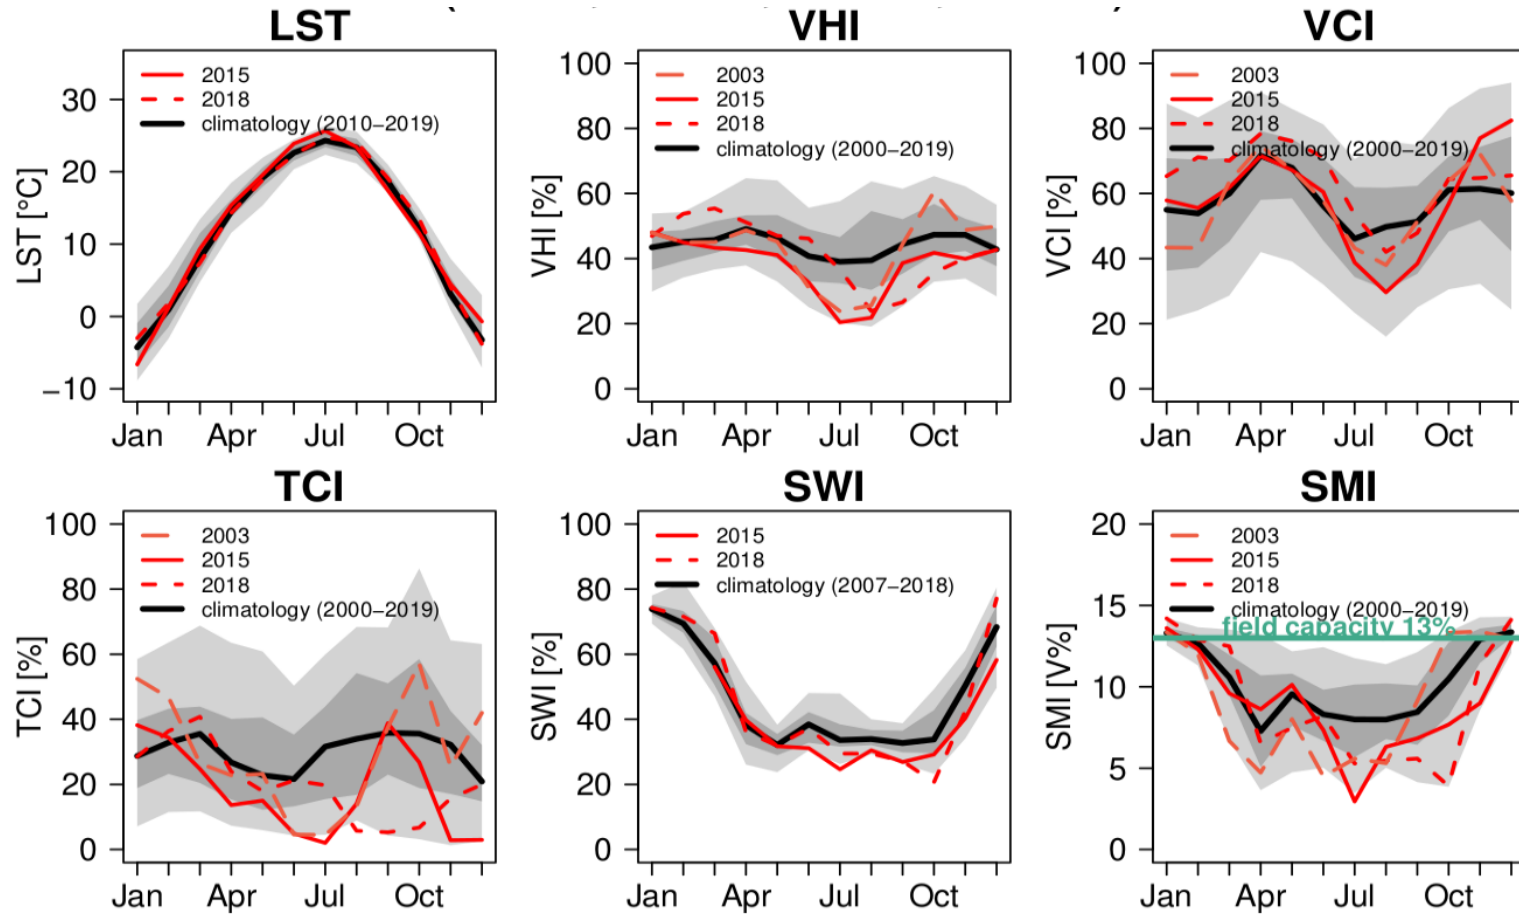 LST
LST [°C]
30
20
10
0
−10
2015
2018
climatology (2010−2019)
Jan Apr Jul Oct
VHI
VHI [%]
100
80
60
40
20
0
2003
2015
2018
climatology (2000−2019)
Jan Apr Jul Oct
VCI
VCI [%]
100
80
60
40
20
0
2003
2015
2018
climatology (2000−2019)
Jan Apr Jul Oct
TCI
TCI [%]
100
80
60
40
20
0
2003
2015
2018
climatology (2000−2019)
Jan Apr Jul Oct
SWI
SWI [%]
100
80
60
40
20
0
2015
2018
climatology (2007−2018)
Jan Apr Jul Oct
SMI
SMI [V%]
20
15
10
5
0
2003
2015
2018
climatology (2000−2019)
field capacity 13%
Jan Apr Jul Oct